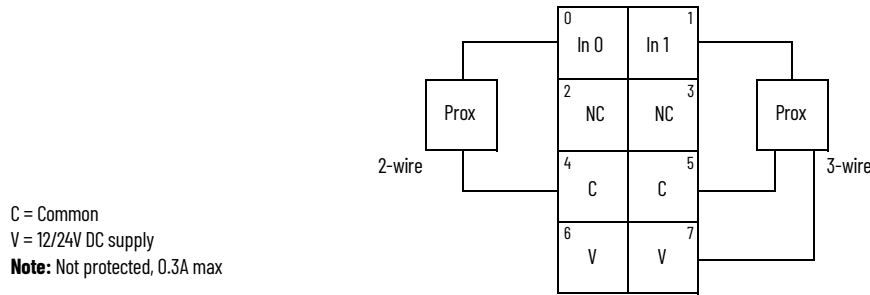 0 1
In 0 In 1
Prox 2 NC NC 3 Prox
2-wire 4 C C 5 3-wire
6 V V 7
C = Common
V = 12/24V DC supply
Note: Not protected, 0.3A max